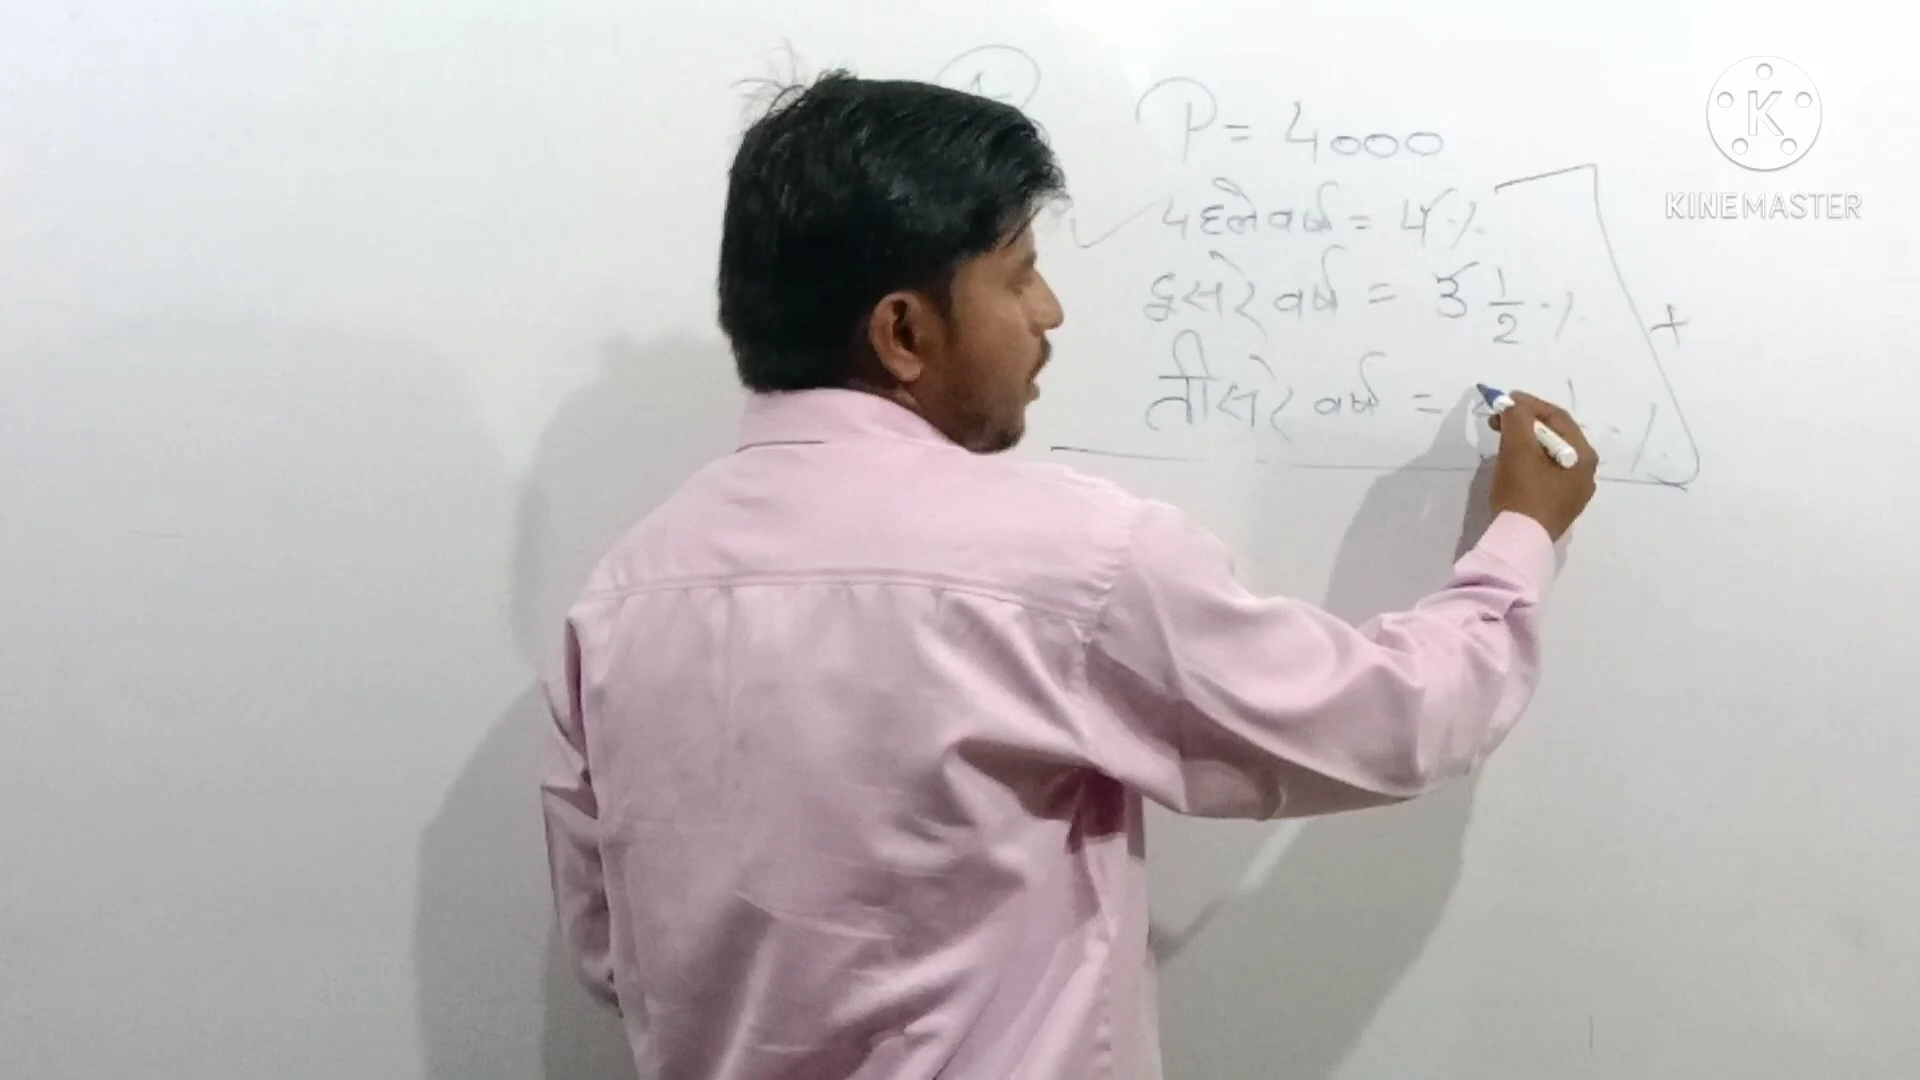 P = 4000
पहले वर्ष = 4%
दुसरे वर्ष = 3 1/2 %
तीसरे वर्ष = %
+
K
KINEMASTER